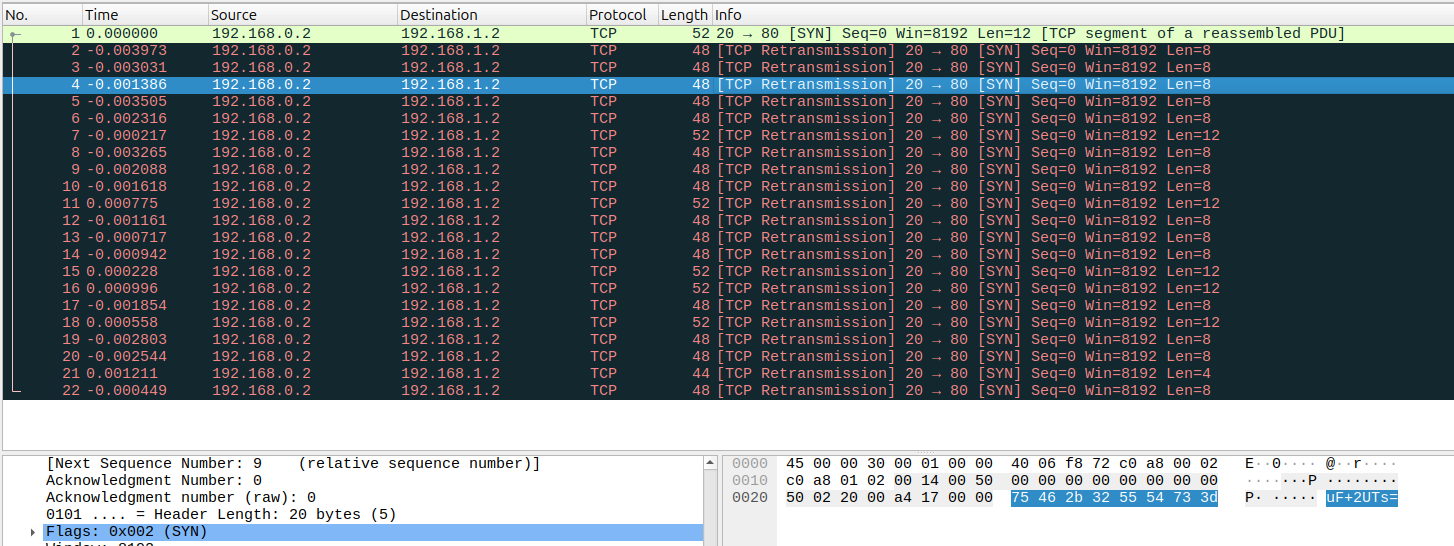 No. Time Source Destination Protocol Length Info
1 0.000000 192.168.0.2 192.168.1.2 TCP 52 20 → 80 [SYN] Seq=0 Win=8192 Len=12 [TCP segment of a reassembled PDU]
2 -0.003973 192.168.0.2 192.168.1.2 TCP 48 [TCP Retransmission] 20 → 80 [SYN] Seq=0 Win=8192 Len=8
3 -0.003031 192.168.0.2 192.168.1.2 TCP 48 [TCP Retransmission] 20 → 80 [SYN] Seq=0 Win=8192 Len=8
4 -0.001386 192.168.0.2 192.168.1.2 TCP 48 [TCP Retransmission] 20 → 80 [SYN] Seq=0 Win=8192 Len=8
5 -0.003505 192.168.0.2 192.168.1.2 TCP 48 [TCP Retransmission] 20 → 80 [SYN] Seq=0 Win=8192 Len=8
6 -0.002316 192.168.0.2 192.168.1.2 TCP 48 [TCP Retransmission] 20 → 80 [SYN] Seq=0 Win=8192 Len=8
7 -0.000217 192.168.0.2 192.168.1.2 TCP 52 [TCP Retransmission] 20 → 80 [SYN] Seq=0 Win=8192 Len=12
8 -0.003265 192.168.0.2 192.168.1.2 TCP 48 [TCP Retransmission] 20 → 80 [SYN] Seq=0 Win=8192 Len=8
9 -0.002088 192.168.0.2 192.168.1.2 TCP 48 [TCP Retransmission] 20 → 80 [SYN] Seq=0 Win=8192 Len=8
10 -0.001618 192.168.0.2 192.168.1.2 TCP 48 [TCP Retransmission] 20 → 80 [SYN] Seq=0 Win=8192 Len=8
11 0.000775 192.168.0.2 192.168.1.2 TCP 52 [TCP Retransmission] 20 → 80 [SYN] Seq=0 Win=8192 Len=12
12 -0.001161 192.168.0.2 192.168.1.2 TCP 48 [TCP Retransmission] 20 → 80 [SYN] Seq=0 Win=8192 Len=8
13 -0.000717 192.168.0.2 192.168.1.2 TCP 48 [TCP Retransmission] 20 → 80 [SYN] Seq=0 Win=8192 Len=8
14 -0.000942 192.168.0.2 192.168.1.2 TCP 48 [TCP Retransmission] 20 → 80 [SYN] Seq=0 Win=8192 Len=8
15 0.000228 192.168.0.2 192.168.1.2 TCP 52 [TCP Retransmission] 20 → 80 [SYN] Seq=0 Win=8192 Len=12
16 0.000996 192.168.0.2 192.168.1.2 TCP 52 [TCP Retransmission] 20 → 80 [SYN] Seq=0 Win=8192 Len=12
17 -0.001854 192.168.0.2 192.168.1.2 TCP 48 [TCP Retransmission] 20 → 80 [SYN] Seq=0 Win=8192 Len=8
18 0.000558 192.168.0.2 192.168.1.2 TCP 52 [TCP Retransmission] 20 → 80 [SYN] Seq=0 Win=8192 Len=12
19 -0.002803 192.168.0.2 192.168.1.2 TCP 48 [TCP Retransmission] 20 → 80 [SYN] Seq=0 Win=8192 Len=8
20 -0.002544 192.168.0.2 192.168.1.2 TCP 48 [TCP Retransmission] 20 → 80 [SYN] Seq=0 Win=8192 Len=8
21 0.001211 192.168.0.2 192.168.1.2 TCP 44 [TCP Retransmission] 20 → 80 [SYN] Seq=0 Win=8192 Len=4
22 -0.000449 192.168.0.2 192.168.1.2 TCP 48 [TCP Retransmission] 20 → 80 [SYN] Seq=0 Win=8192 Len=8
[Next Sequence Number: 9 (relative sequence number)]
Acknowledgment Number: 0
Acknowledgment number (raw): 0
0101 .... = Header Length: 20 bytes (5)
Flags: 0x002 (SYN)
0000 45 00 00 30 00 01 00 00 40 06 f8 72 c0 a8 00 02 E··0···· @··r····
0010 c0 a8 01 02 00 14 00 50 00 00 00 00 00 00 00 00 ·······P ········
0020 50 02 20 00 a4 17 00 00 75 46 2b 32 55 54 73 3d P· ····· uF+2UTs=